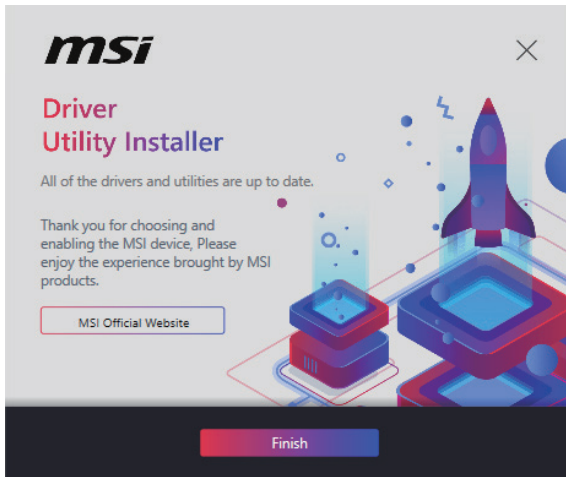 msi
Driver
Utility Installer
All of the drivers and utilities are up to date.
Thank you for choosing and
enabling the MSI device, Please
enjoy the experience brought by MSI
products.
MSI Official Website
Finish